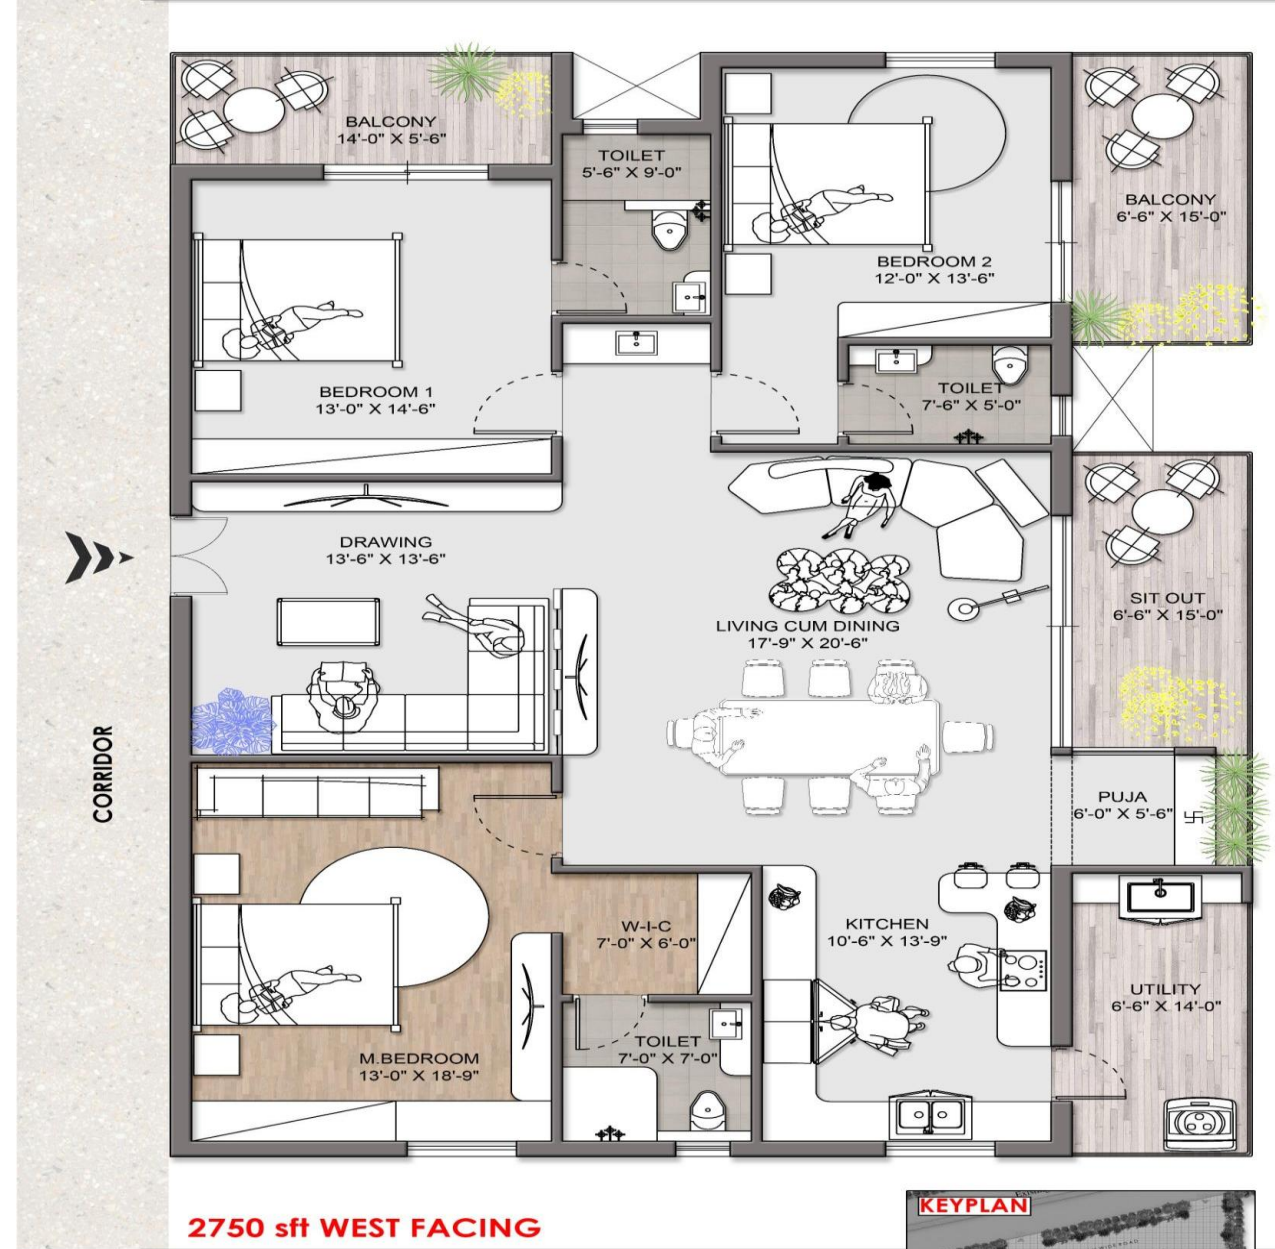 BALCONY
14'-0" X 5'-6"
TOILET
5'-6" X 9'-0"
BALCONY
6'-6" X 15'-0"
BEDROOM 2
12'-0" X 13'-6"
BEDROOM 1
13'-0" X 14'-6"
TOILET
7'-6" X 5'-0"
DRAWING
13'-6" X 13'-6"
LIVING CUM DINING
17'-9" X 20'-6"
SIT OUT
6'-6" X 15'-0"
CORRIDOR
PUJA
6'-0" X 5'-6"
W-I-C
7'-0" X 6'-0"
KITCHEN
10'-6" X 13'-9"
UTILITY
6'-6" X 14'-0"
TOILET
7'-0" X 7'-0"
M.BEDROOM
13'-0" X 18'-9"
2750 sft WEST FACING
KEYPLAN